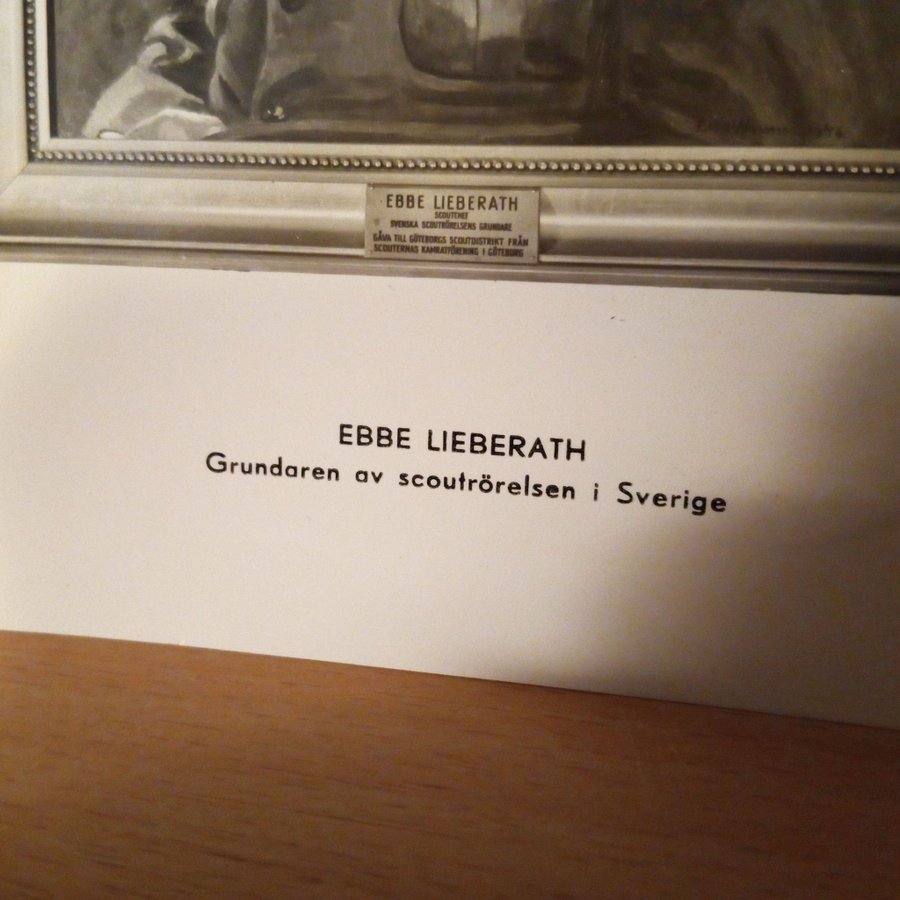 EBBE LIEBERATH
SCOUTCHEF
SVENSKA SCOUTRÖRELSENS GRUNDARE
GÅVA TILL GÖTEBORGS SCOUTDISTRIKT FRÅN
SCOUTERNAS KAMRATFÖRENING I GÖTEBORG
EBBE LIEBERATH
Grundaren av scoutrörelsen i Sverige